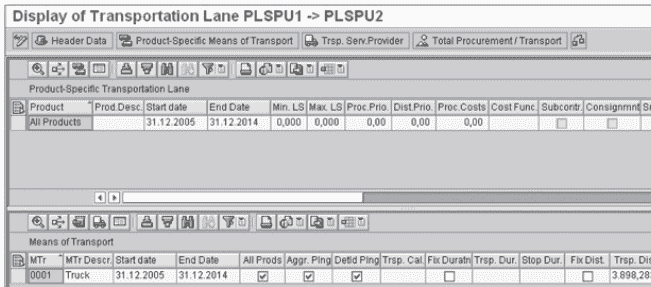 Display of Transportation Lane PLSPU1 -> PLSPU2
Header Data Product-Specific Means of Transport Trsp. Serv.Provider Total Procurement / Transport
Product-Specific Transportation Lane
Product Prod.Desc. Start date End Date Min. LS Max. LS Proc.Prio. Dist.Prio. Proc.Costs Cost Func. Subcontr. Consignmnt
All Products 31.12.2005 31.12.2014 0,000 0,000 0,00 0,00 0,00
Means of Transport
MTr MTr Descr. Start date End Date All Prods Aggr. Plng Detld Plng Trsp. Cal. Fix Duratn Trsp. Dur. Stop Dur. Fix Dist. Trsp. Dis
0001 Truck 31.12.2005 31.12.2014 3.898,28